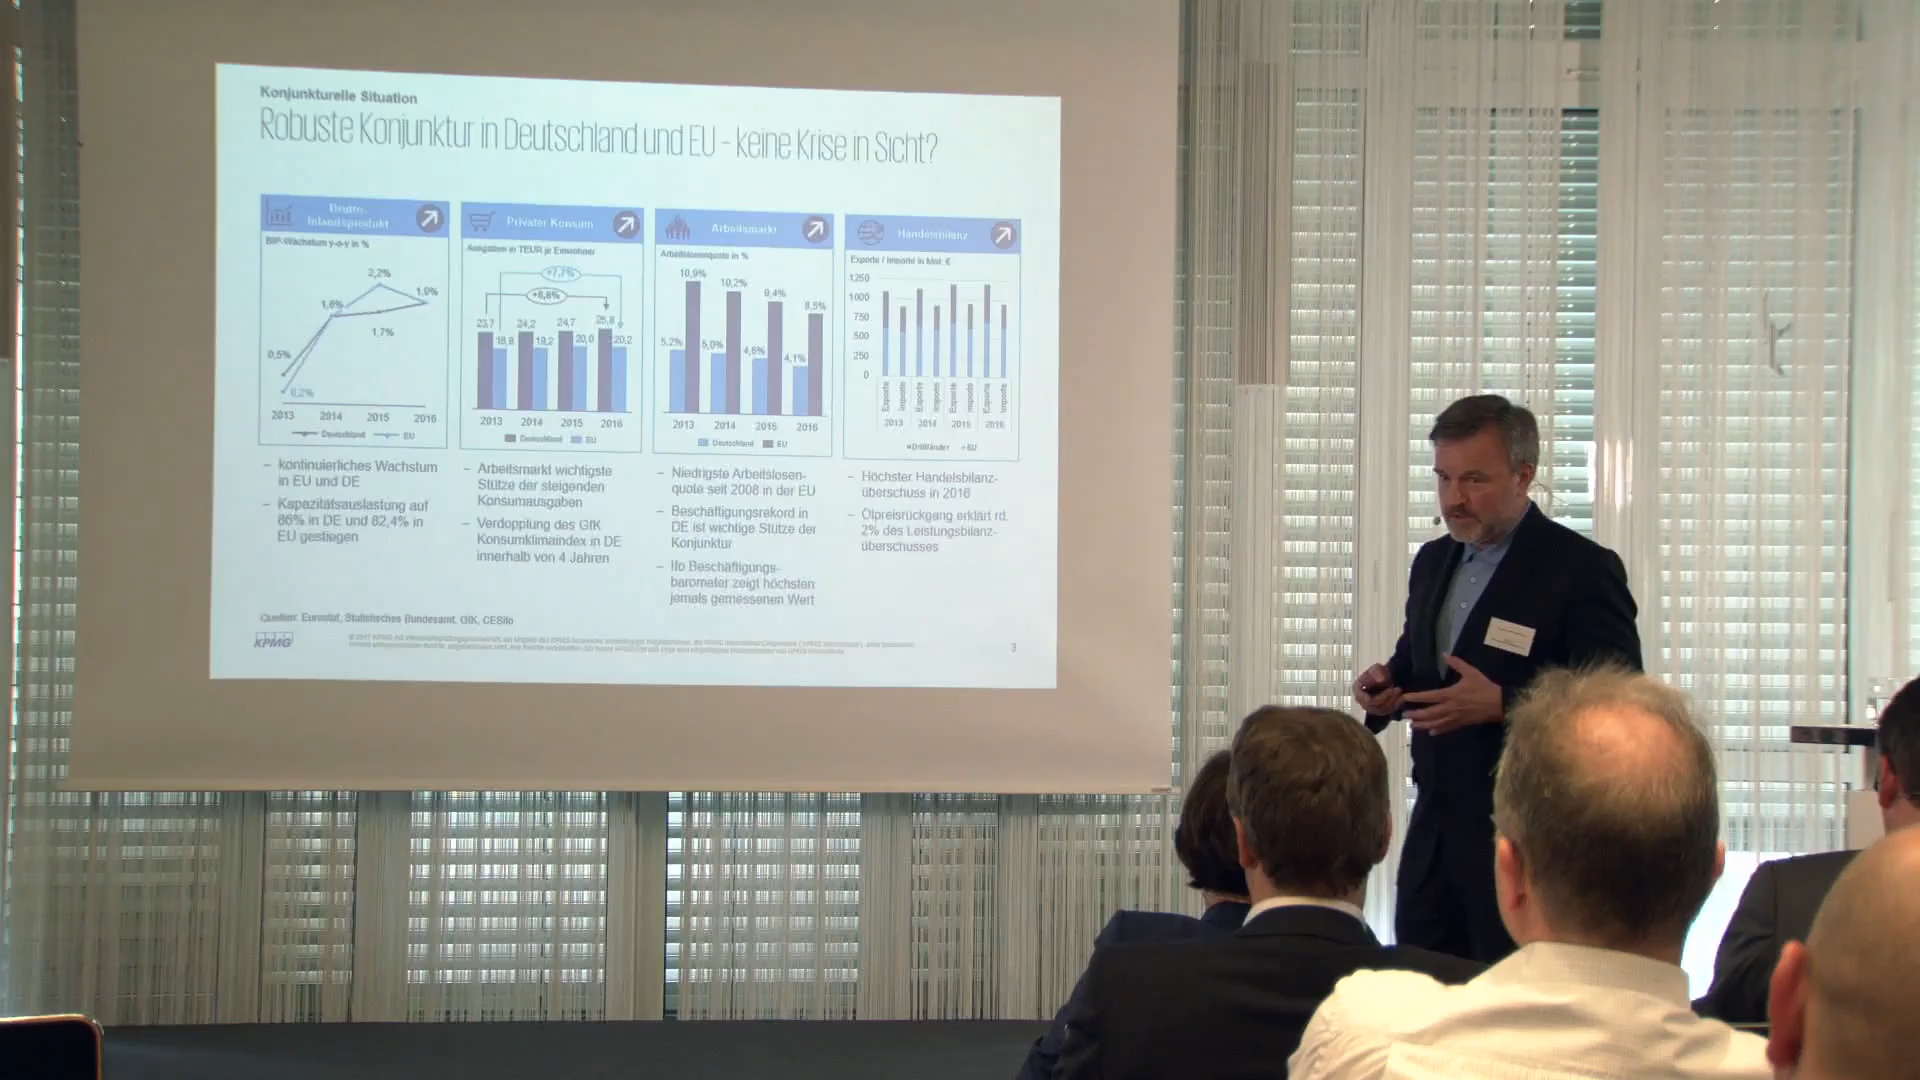 Konjunkturelle Situation
Robuste Konjunktur in Deutschland und EU – keine Krise in Sicht?
Brutto-
Inlandsprodukt
BIP-Wachstum y-o-y in %
2,2%
1,6%
1,9%
1,7%
0,5%
0,2%
2013 2014 2015 2016
Deutschland EU
– kontinuierliches Wachstum
in EU und DE
– Kapazitätsauslastung auf
86% in DE und 82,4% in
EU gestiegen
Privater Konsum
Ausgaben in TEUR je Einwohner
+7,7%
+8,8%
23,7 24,2 24,7 25,8
18,8 19,2 20,0 20,2
2013 2014 2015 2016
Deutschland EU
– Arbeitsmarkt wichtigste
Stütze der steigenden
Konsumausgaben
– Verdopplung des GfK
Konsumklimaindex in DE
innerhalb von 4 Jahren
Arbeitsmarkt
Arbeitslosenquote in %
10,9% 10,2% 9,4% 8,5%
5,2% 5,0% 4,6% 4,1%
2013 2014 2015 2016
Deutschland EU
– Niedrigste Arbeitslosen-
quote seit 2008 in der EU
– Beschäftigungsrekord in
DE ist wichtige Stütze der
Konjunktur
– Ifo Beschäftigungs-
barometer zeigt höchsten
jemals gemessenen Wert
Handelsbilanz
Exporte / Importe in Mrd. €
1250
1000
750
500
250
0
Exporte Importe Exporte Importe Exporte Importe Exporte Importe
2013 2014 2015 2016
Drittländer EU
– Höchster Handelsbilanz-
überschuss in 2016
– Ölpreisrückgang erklärt rd.
2% des Leistungsbilanz-
überschusses
Quellen: Eurostat, Statistisches Bundesamt, GfK, CESifo
KPMG
3